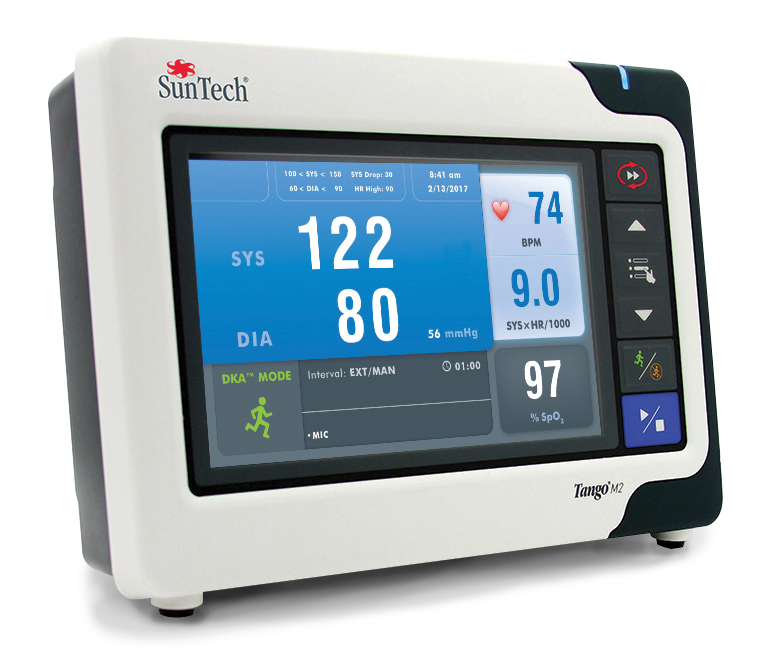 SunTech®
100 < SYS < 150 SYS Drop: 30
60 < DIA < 90 HR High: 90
8:41 am
2/13/2017
SYS 122
DIA 80
56 mmHg
74
BPM
9.0
SYS×HR/1000
DKA™ MODE
Interval: EXT/MAN 01:00
• MIC
97
% SpO₂
Tango® M2